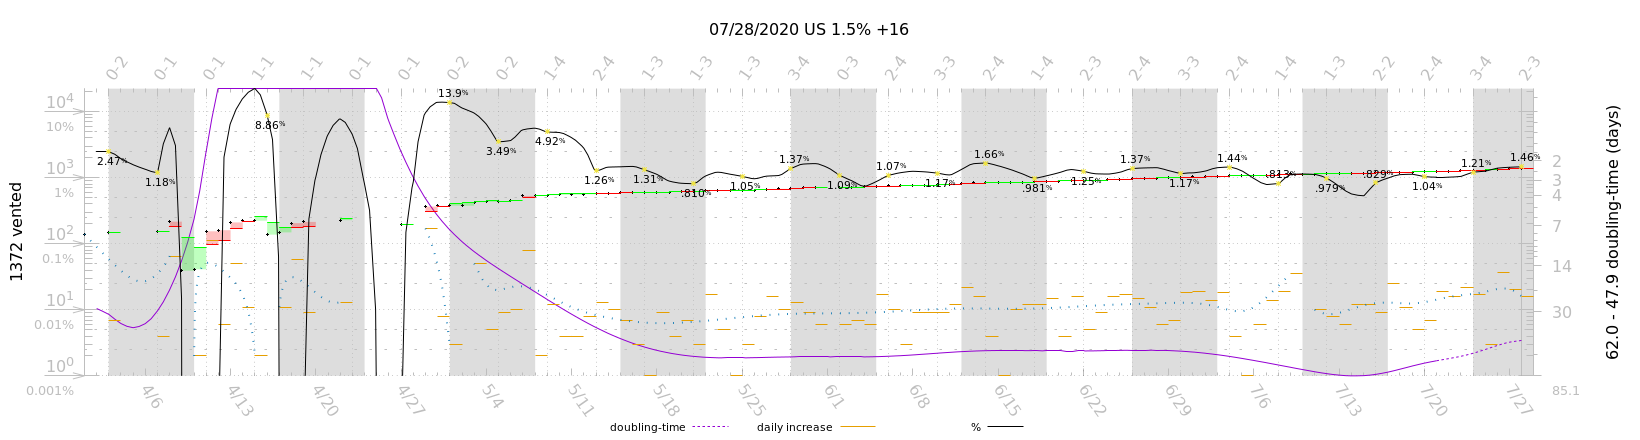 07/28/2020 US 1.5% +16
0-2 0-1 0-1 1-1 1-1 0-1 0-1 0-2 0-2 1-4 2-4 1-3 1-3 1-3 3-4 0-3 2-4 3-3 2-4 1-4 2-4 2-4 3-3 2-4 1-2 1-3 2-2 2-2 3-4 2-3
10⁴
10%
10³
1%
10²
0.1%
10¹
0.01%
10⁰
0.001%
1372 vented
2.47% 1.18% 8.86% 13.9% 3.49% 4.92% 1.26% 1.31% .810% 1.05% 1.37% 1.09% 1.07% 1.17% 1.66% .981% 1.25% 1.37% 1.17% 1.44% .813% .979% .829% 1.04% 1.21% 1.46%
2
3
4
7
14
30
85.1
62.0 - 47.9 doubling-time (days)
4/6 4/13 4/20 4/27 5/4 5/11 5/18 5/25 6/1 6/8 6/15 6/22 6/29 7/6 7/13 7/20 7/27
doubling-time daily increase %